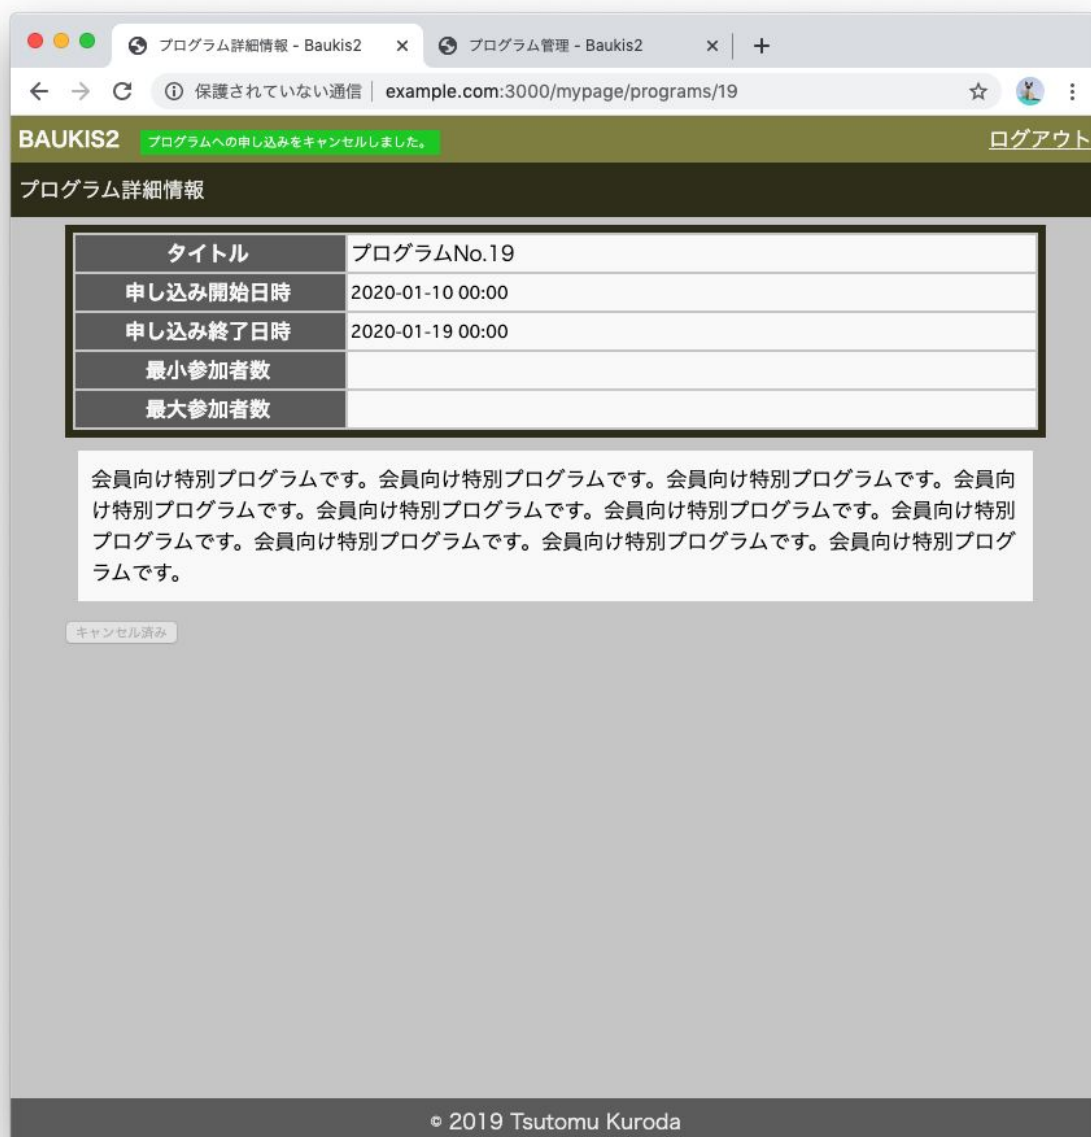 プログラム詳細情報 - Baukis2
プログラム管理 - Baukis2
保護されていない通信 | example.com:3000/mypage/programs/19
BAUKIS2 プログラムへの申し込みをキャンセルしました。 ログアウト
プログラム詳細情報
タイトル プログラムNo.19
申し込み開始日時 2020-01-10 00:00
申し込み終了日時 2020-01-19 00:00
最小参加者数
最大参加者数
会員向け特別プログラムです。会員向け特別プログラムです。会員向け特別プログラムです。会員向
け特別プログラムです。会員向け特別プログラムです。会員向け特別プログラムです。会員向け特別
プログラムです。会員向け特別プログラムです。会員向け特別プログラムです。会員向け特別プログ
ラムです。
キャンセル済み
© 2019 Tsutomu Kuroda